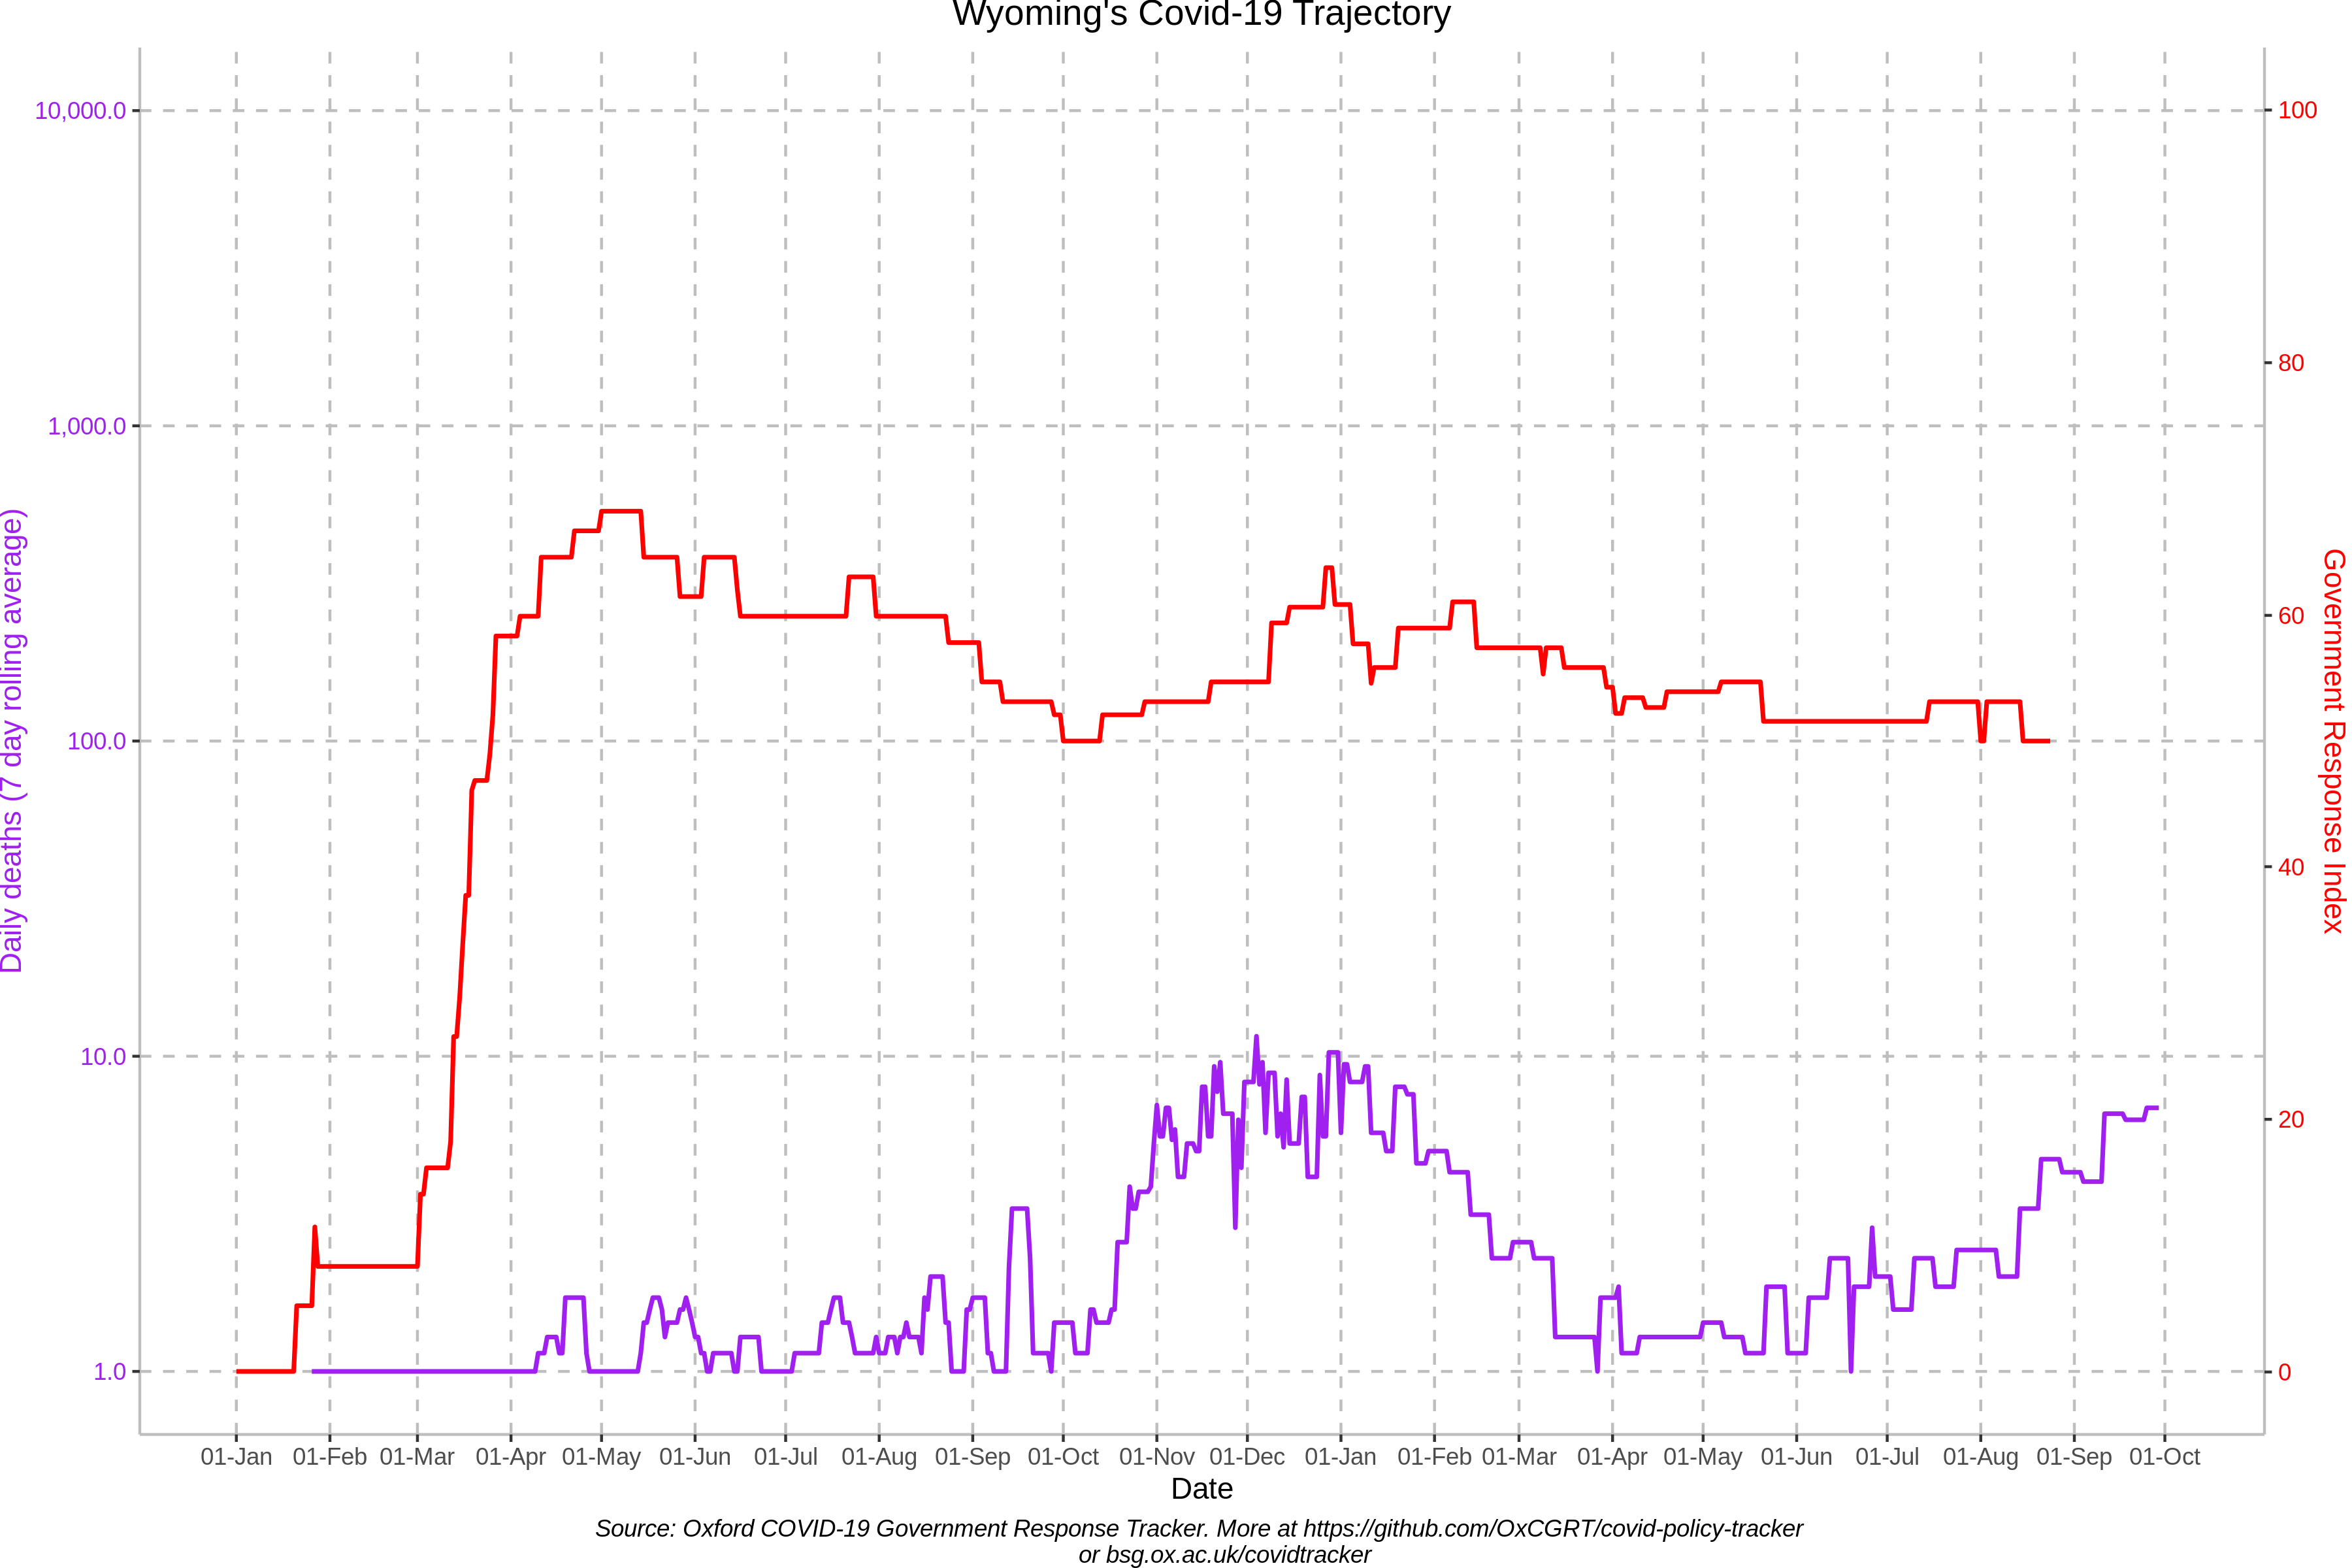 Wyoming's Covid-19 Trajectory
10,000.0
1,000.0
100.0
10.0
1.0
Daily deaths (7 day rolling average)
100
80
60
40
20
0
Government Response Index
01-Jan 01-Feb 01-Mar 01-Apr 01-May 01-Jun 01-Jul 01-Aug 01-Sep 01-Oct 01-Nov 01-Dec 01-Jan 01-Feb 01-Mar 01-Apr 01-May 01-Jun 01-Jul 01-Aug 01-Sep 01-Oct
Date
Source: Oxford COVID-19 Government Response Tracker. More at https://github.com/OxCGRT/covid-policy-tracker
or bsg.ox.ac.uk/covidtracker